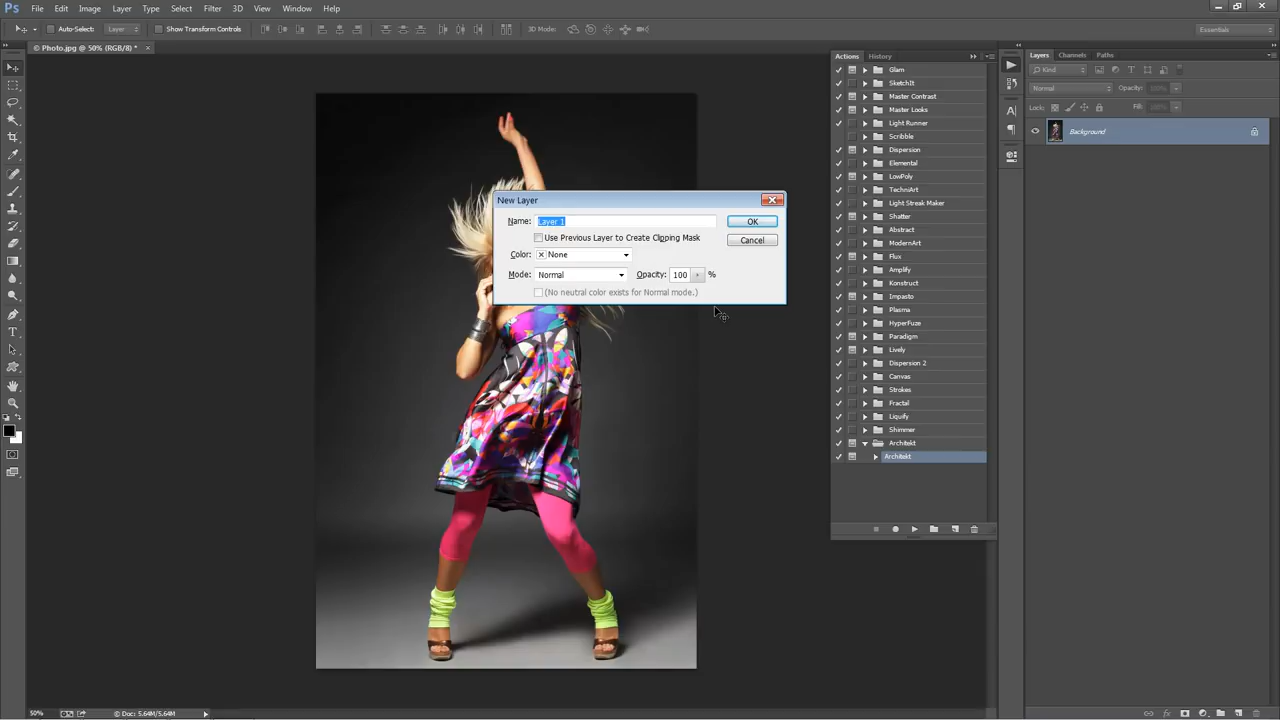 Ps File Edit Image Layer Type Select Filter 3D View Window Help
Auto-Select: Layer Show Transform Controls 3D Mode: Essentials
© Photo.jpg @ 50% (RGB/8) * ×
Actions History
Glam
SketchIt
Master Contrast
Master Looks
Light Runner
Scribble
Dispersion
Elemental
LowPoly
TechniArt
Light Streak Maker
Shatter
Abstract
ModernArt
Flux
Amplify
Konstruct
Impasto
Plasma
HyperFuze
Paradigm
Lively
Dispersion 2
Canvas
Strokes
Fractal
Liquify
Shimmer
Architekt
Architekt
Layers Channels Paths
Kind
Normal Opacity: 100%
Lock: Fill: 100%
Background
New Layer
Name: Layer 1 OK
Use Previous Layer to Create Clipping Mask Cancel
Color: None
Mode: Normal Opacity: 100 %
(No neutral color exists for Normal mode.)
50% Doc: 5.64M/5.64M